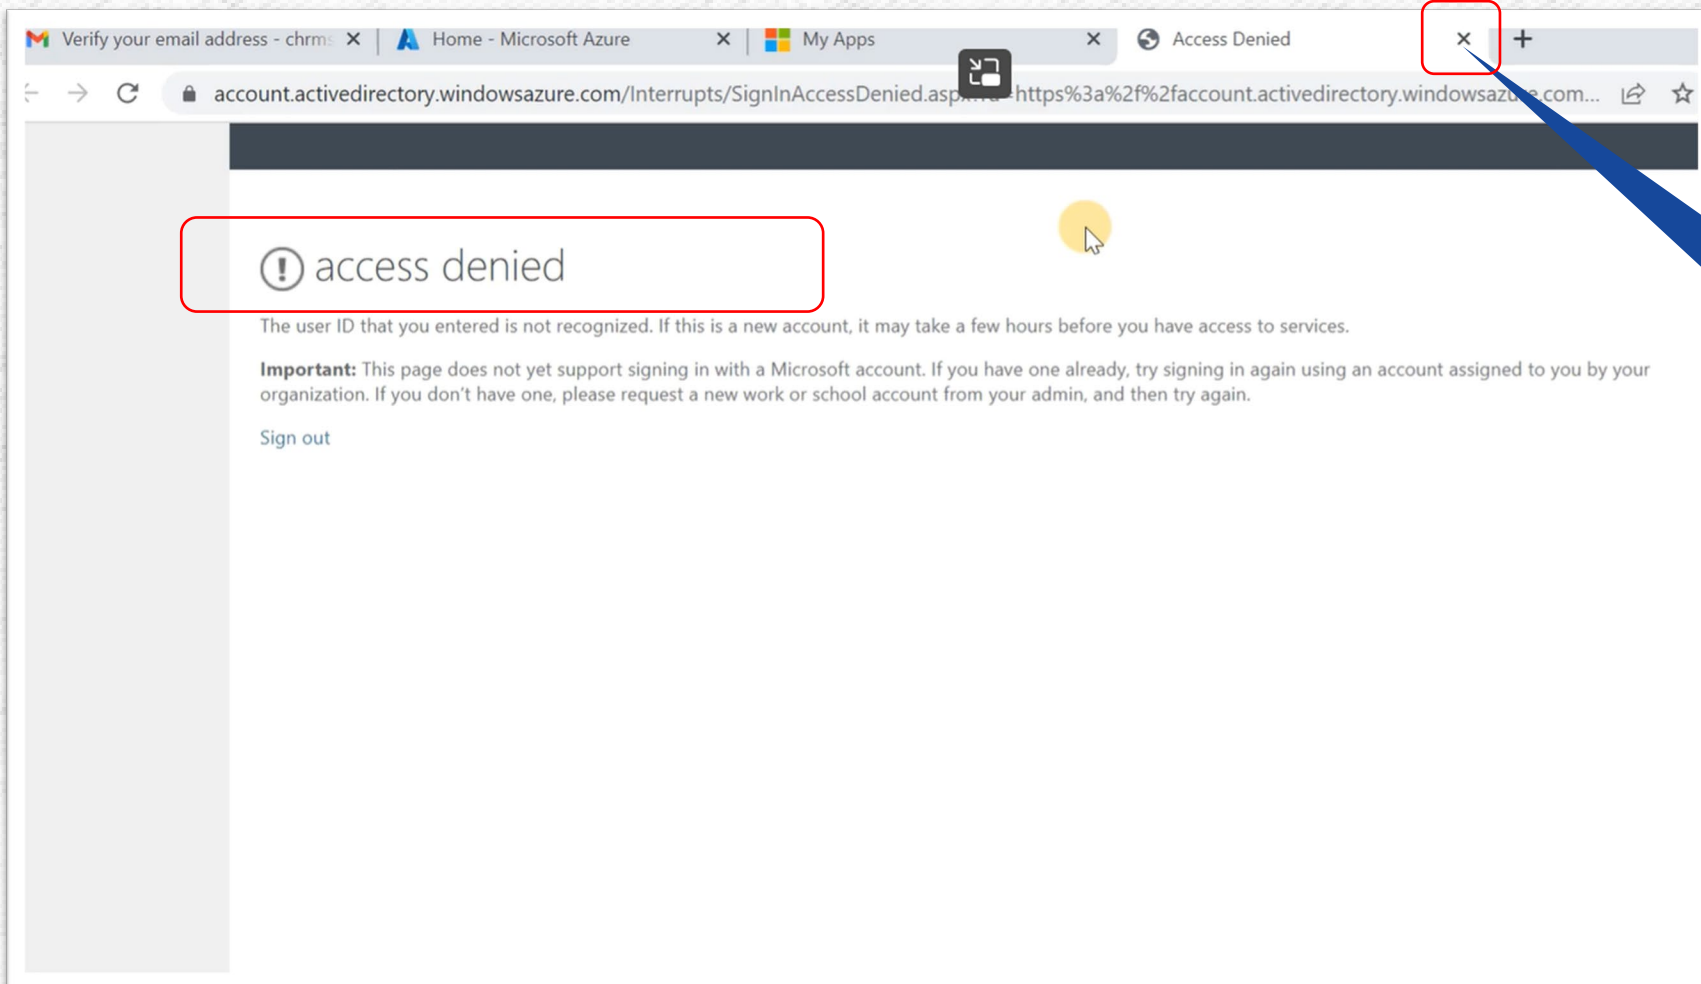 Verify your email address - chrms
Home - Microsoft Azure
My Apps
Access Denied
account.activedirectory.windowsazure.com/Interrupts/SignInAccessDenied.asp =https%3a%2f%2faccount.activedirectory.windowsazure.com...
access denied
The user ID that you entered is not recognized. If this is a new account, it may take a few hours before you have access to services.
Important: This page does not yet support signing in with a Microsoft account. If you have one already, try signing in again using an account assigned to you by your
organization. If you don't have one, please request a new work or school account from your admin, and then try again.
Sign out